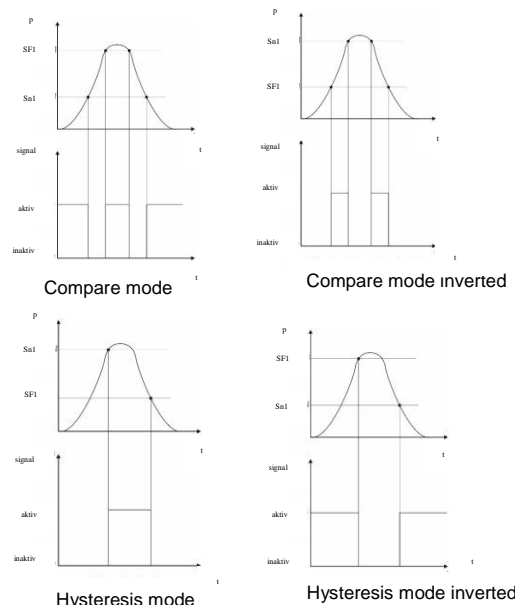 P
SF1
Sn1
t
signal
aktiv
inaktiv
t
Compare mode
P
Sn1
SF1
t
signal
aktiv
inaktiv
t
Compare mode inverted
P
Sn1
SF1
t
signal
aktiv
inaktiv
t
Hysteresis mode
P
SF1
Sn1
t
signal
aktiv
inaktiv
t
Hysteresis mode inverted